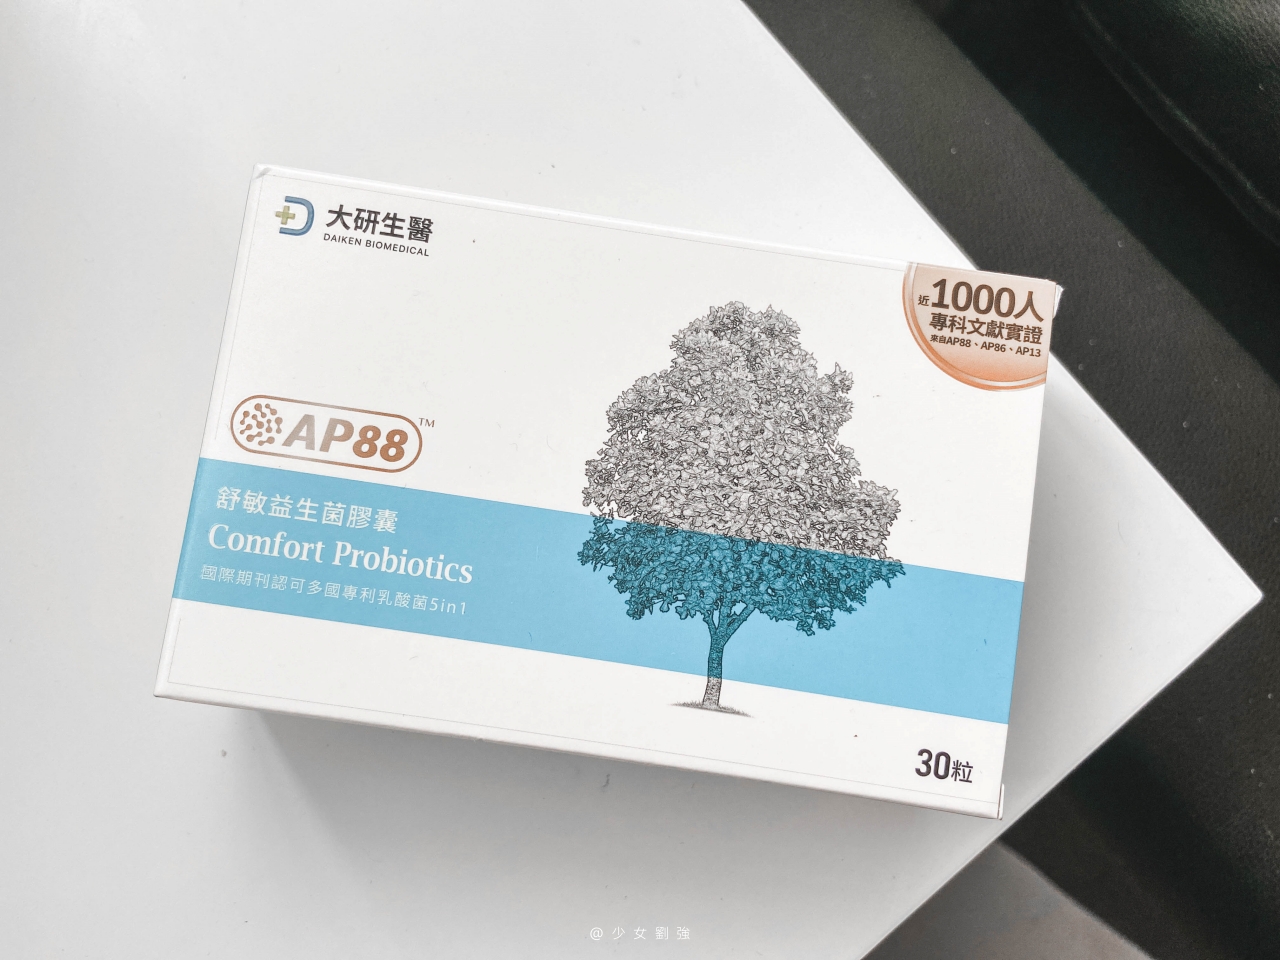 大研生醫
DAIKEN BIOMEDICAL
近1000人
專科文獻實證
來自AP88、AP86、AP13
AP88™
舒敏益生菌膠囊
Comfort Probiotics
國際期刊認可多國專利乳酸菌5in1
30粒
@少女劉強